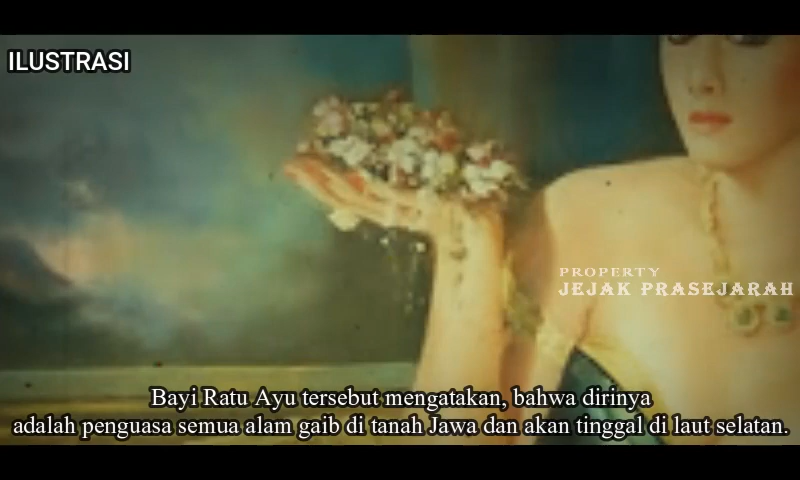 ILUSTRASI
PROPERTY
JEJAK PRASEJARAH
Bayi Ratu Ayu tersebut mengatakan, bahwa dirinya
adalah penguasa semua alam gaib di tanah Jawa dan akan tinggal di laut selatan.